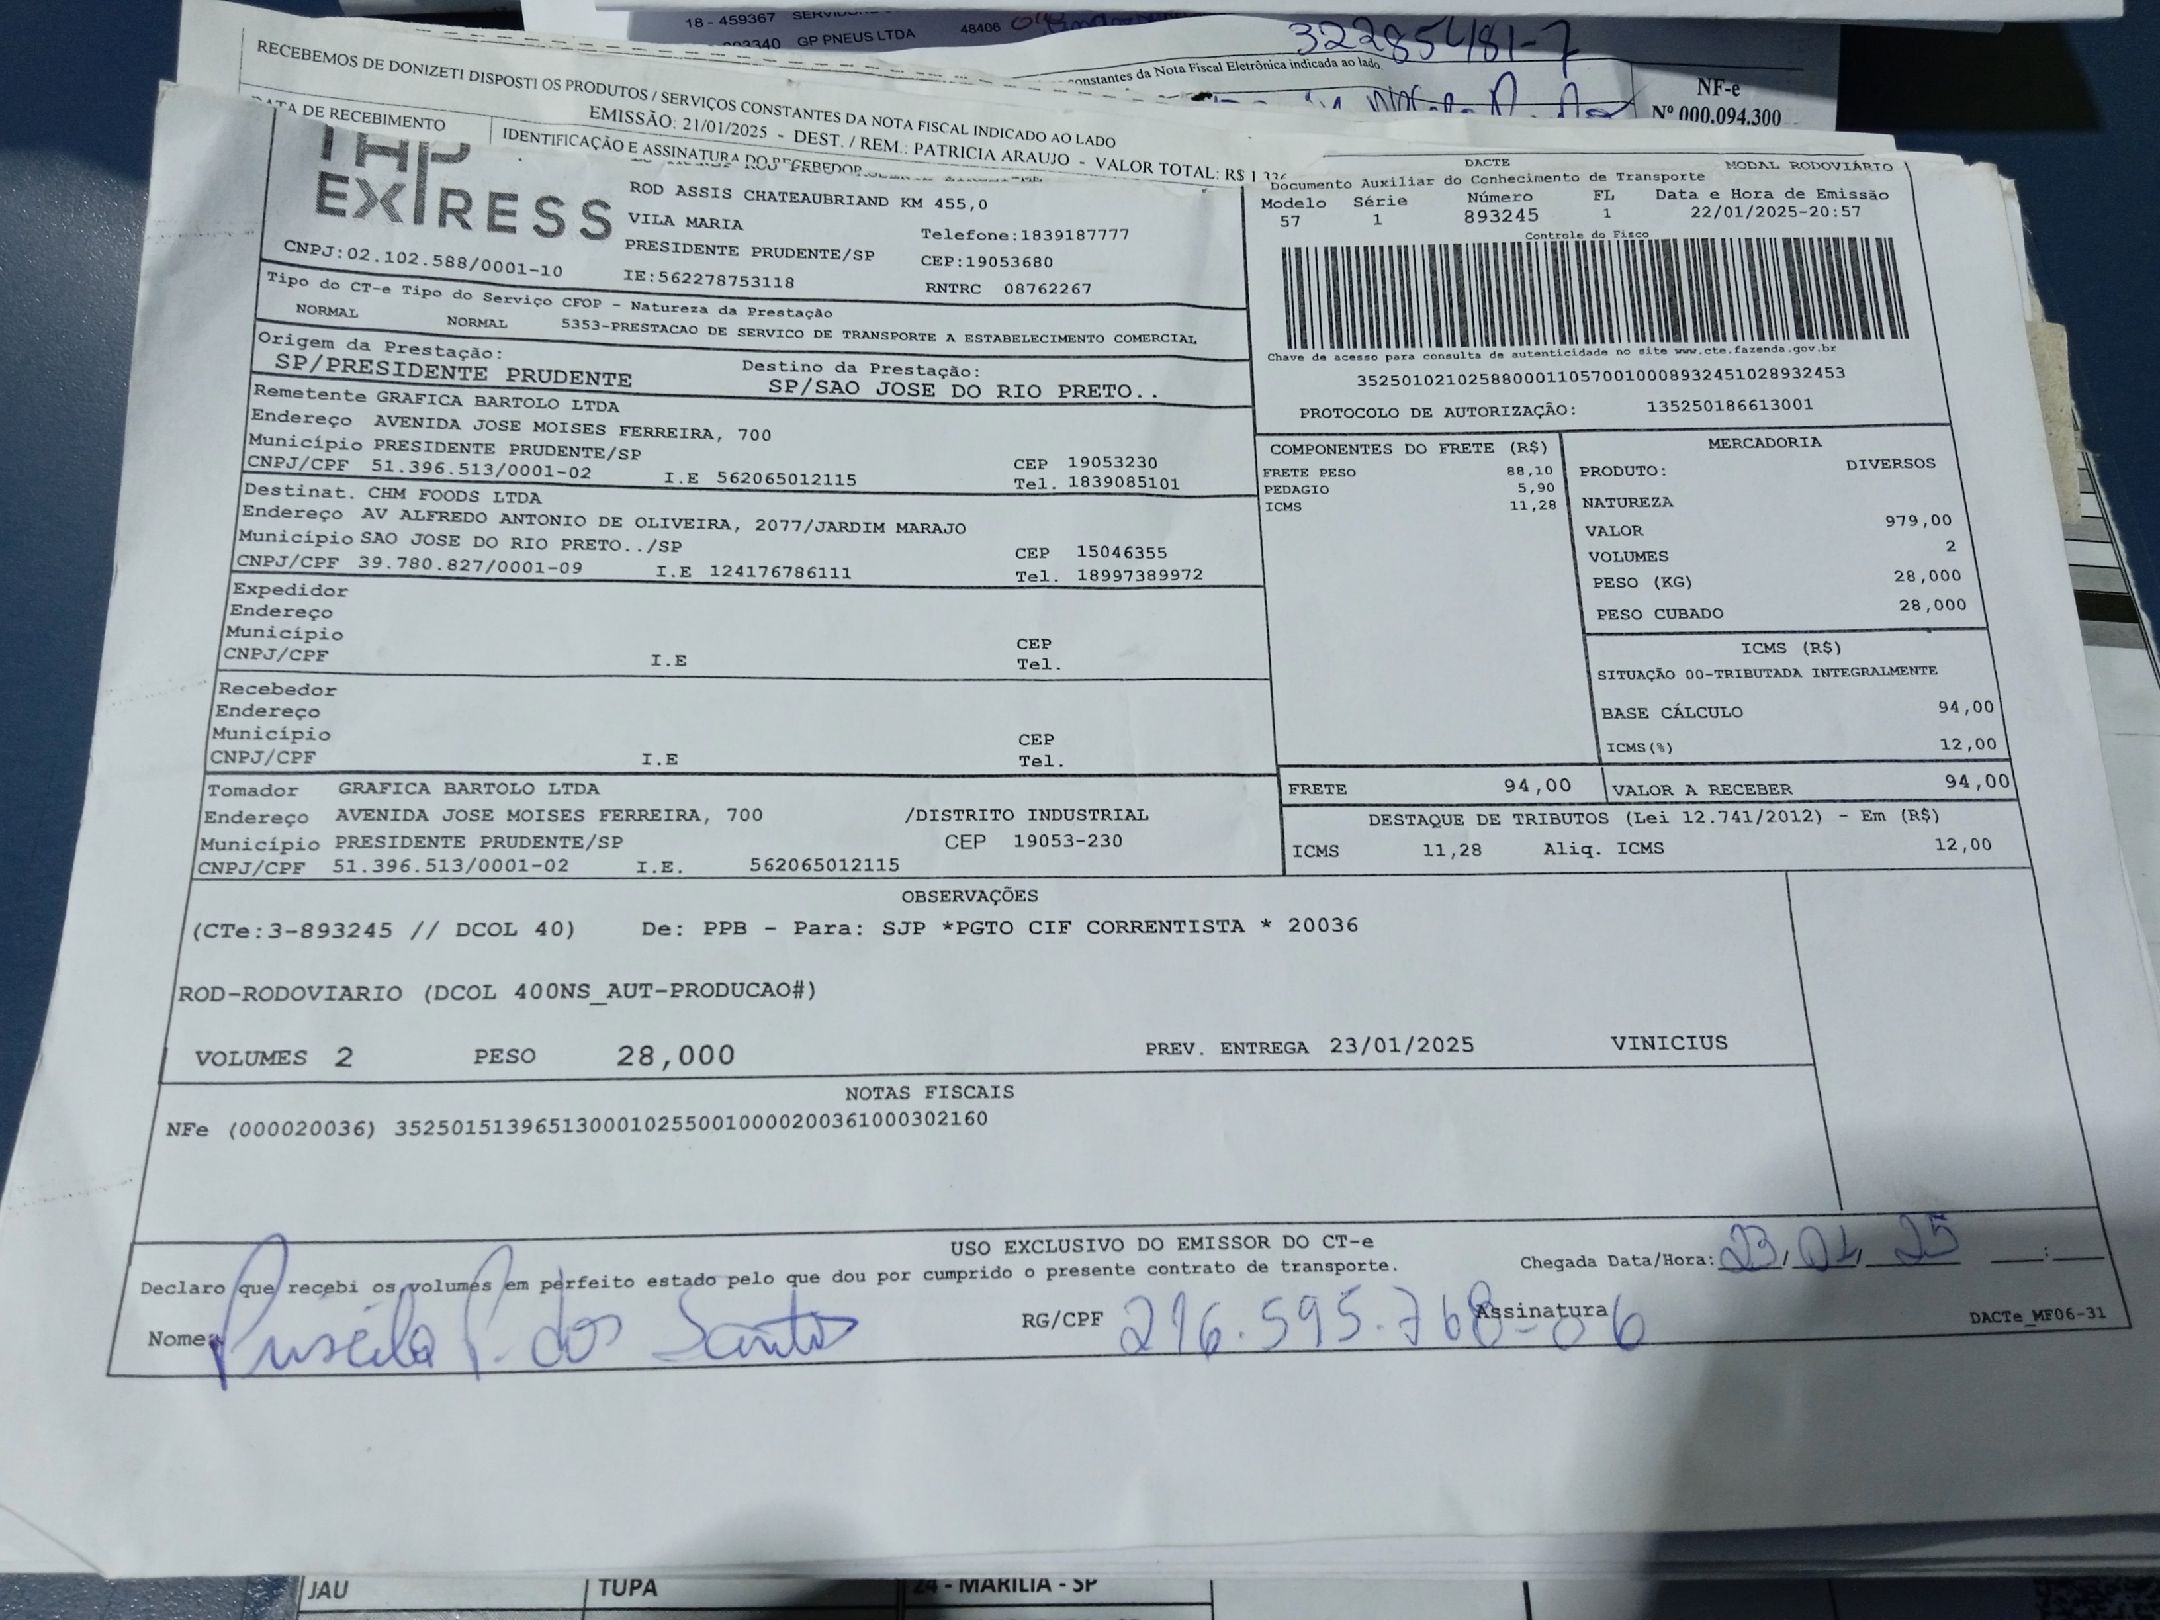 18 - 459367
2340 GP PNEUS LTDA 48406
322854181-7
constantes da Nota Fiscal Eletrônica indicada ao lado
NF-e
Nº 000.094.300
RECEBEMOS DE DONIZETI DISPOSTI OS PRODUTOS / SERVIÇOS CONSTANTES DA NOTA FISCAL INDICADO AO LADO
EMISSÃO: 21/01/2025 - DEST. / REM.: PATRICIA ARAUJO - VALOR TOTAL: R$
DATA DE RECEBIMENTO
IDENTIFICAÇÃO E ASSINATURA DO RECEBEDOR
EXPRESS
ROD ASSIS CHATEAUBRIAND KM 455,0
VILA MARIA
Telefone:1839187777
PRESIDENTE PRUDENTE/SP
CEP:19053680
CNPJ:02.102.588/0001-10
IE:562278753118
RNTRC 08762267
DACTE
MODAL RODOVIÁRIO
Documento Auxiliar do Conhecimento de Transporte
Modelo Série Número FL Data e Hora de Emissão
57 1 893245 1 22/01/2025-20:57
Controle do Fisco
Chave de acesso para consulta de autenticidade no site www.cte.fazenda.gov.br
35250102102588000110570010008932451028932453
PROTOCOLO DE AUTORIZAÇÃO: 135250186613001
Tipo do CT-e Tipo do Serviço CFOP - Natureza da Prestação
NORMAL NORMAL 5353-PRESTACAO DE SERVICO DE TRANSPORTE A ESTABELECIMENTO COMERCIAL
Origem da Prestação: Destino da Prestação:
SP/PRESIDENTE PRUDENTE SP/SAO JOSE DO RIO PRETO..
Remetente GRAFICA BARTOLO LTDA
Endereço AVENIDA JOSE MOISES FERREIRA, 700
Município PRESIDENTE PRUDENTE/SP CEP 19053230
CNPJ/CPF 51.396.513/0001-02 I.E 562065012115 Tel. 1839085101
Destinat. CHM FOODS LTDA
Endereço AV ALFREDO ANTONIO DE OLIVEIRA, 2077/JARDIM MARAJO
Município SAO JOSE DO RIO PRETO../SP CEP 15046355
CNPJ/CPF 39.780.827/0001-09 I.E 124176786111 Tel. 18997389972
Expedidor
Endereço
Município CEP
CNPJ/CPF I.E Tel.
Recebedor
Endereço
Município CEP
CNPJ/CPF I.E Tel.
Tomador GRAFICA BARTOLO LTDA
Endereço AVENIDA JOSE MOISES FERREIRA, 700 /DISTRITO INDUSTRIAL
Município PRESIDENTE PRUDENTE/SP CEP 19053-230
CNPJ/CPF 51.396.513/0001-02 I.E. 562065012115
COMPONENTES DO FRETE (R$)
FRETE PESO 88,10
PEDAGIO 5,90
ICMS 11,28
MERCADORIA
PRODUTO: DIVERSOS
NATUREZA
VALOR 979,00
VOLUMES 2
PESO (KG) 28,000
PESO CUBADO 28,000
ICMS (R$)
SITUAÇÃO 00-TRIBUTADA INTEGRALMENTE
BASE CÁLCULO 94,00
ICMS(%) 12,00
FRETE 94,00 VALOR A RECEBER 94,00
DESTAQUE DE TRIBUTOS (Lei 12.741/2012) - Em (R$)
ICMS 11,28 Aliq. ICMS 12,00
OBSERVAÇÕES
(CTe:3-893245 // DCOL 40) De: PPB - Para: SJP *PGTO CIF CORRENTISTA * 20036
ROD-RODOVIARIO (DCOL 400NS_AUT-PRODUCAO#)
VOLUMES 2 PESO 28,000 PREV. ENTREGA 23/01/2025 VINICIUS
NOTAS FISCAIS
NFe (000020036) 35250151396513000102550010000200361000302160
USO EXCLUSIVO DO EMISSOR DO CT-e
Declaro que recebi os volumes em perfeito estado pelo que dou por cumprido o presente contrato de transporte.
Chegada Data/Hora: 23/01/25 __:__
Nome: Priscila P. dos Santos RG/CPF 216.595.768-06 Assinatura
DACTe_MF06-31
JAU TUPA 24 - MARILIA - SP